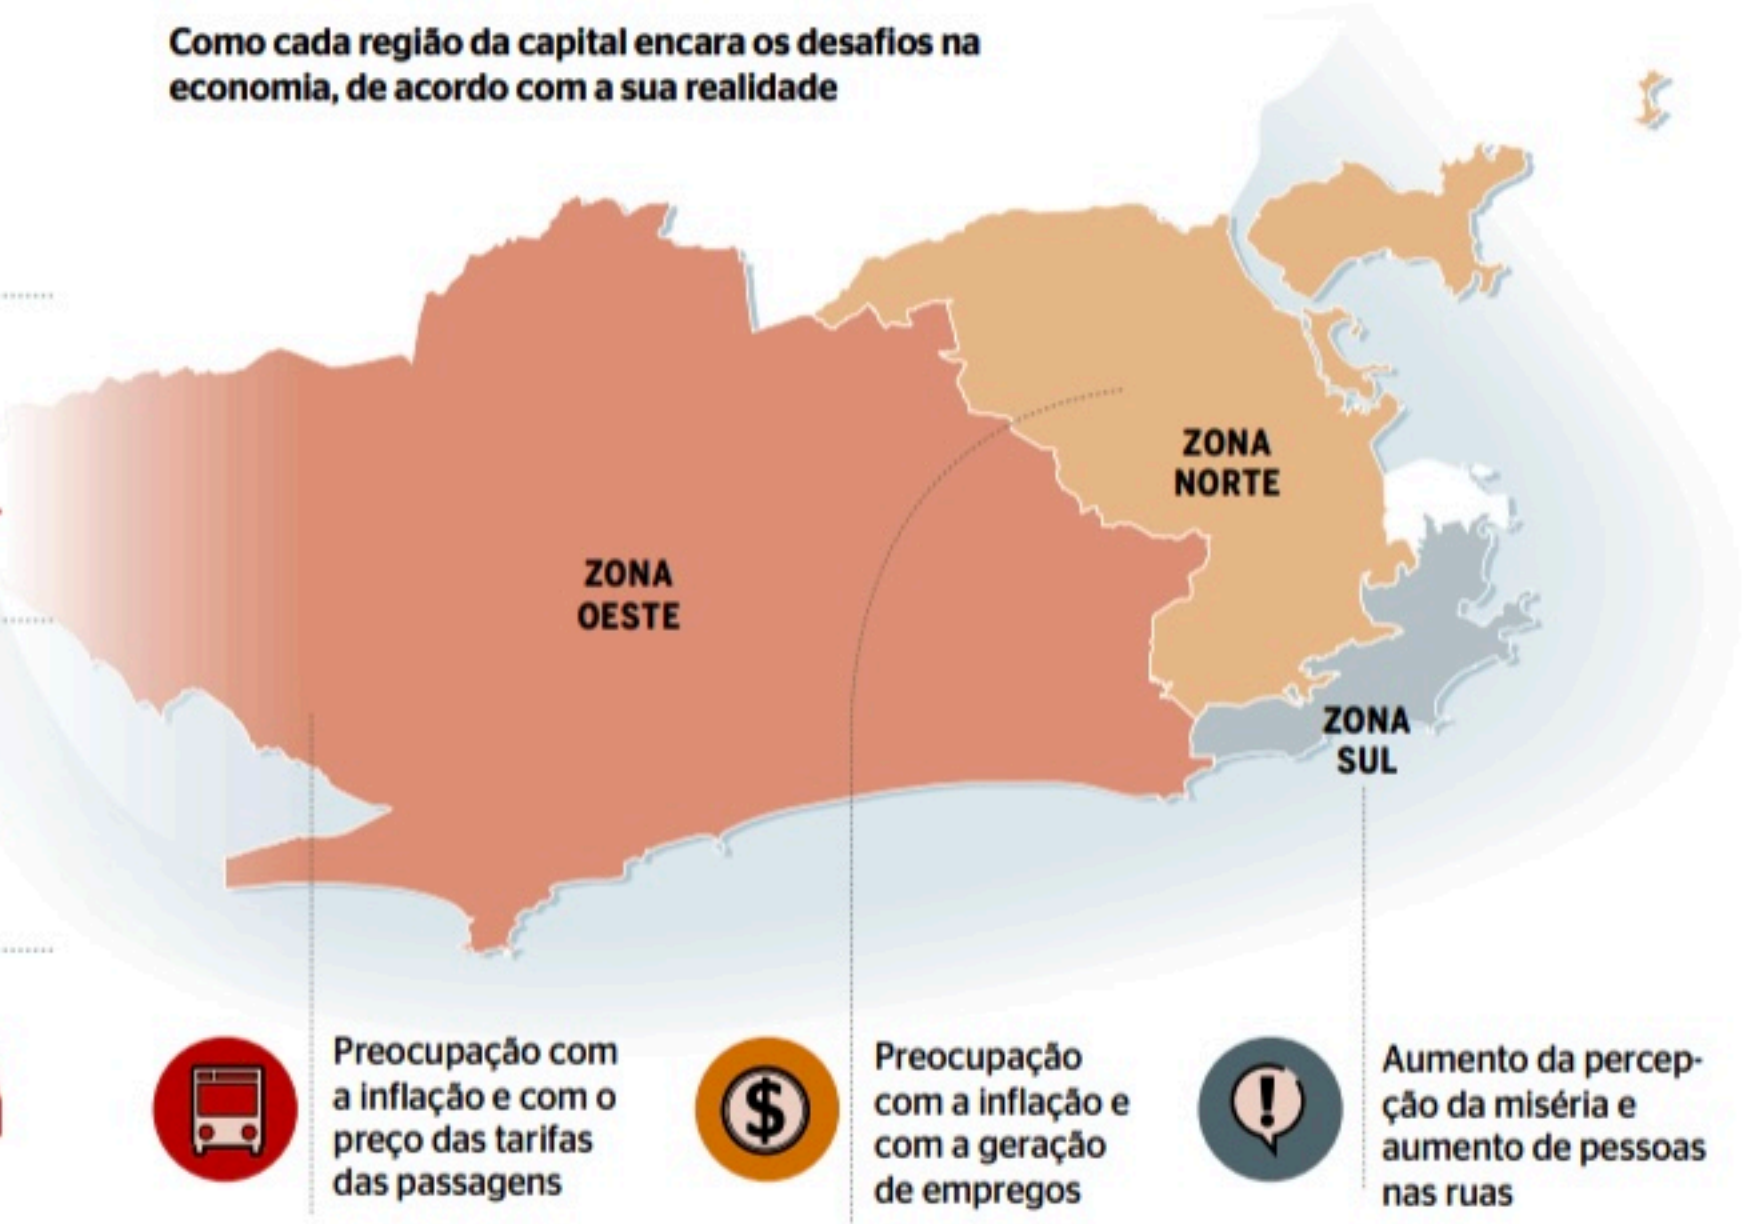 Como cada região da capital encara os desafios na
economia, de acordo com a sua realidade
ZONA
OESTE
ZONA
NORTE
ZONA
SUL
Preocupação com
a inflação e com o
preço das tarifas
das passagens
$
Preocupação
com a inflação e
com a geração
de empregos
!
Aumento da percep-
ção da miséria e
aumento de pessoas
nas ruas